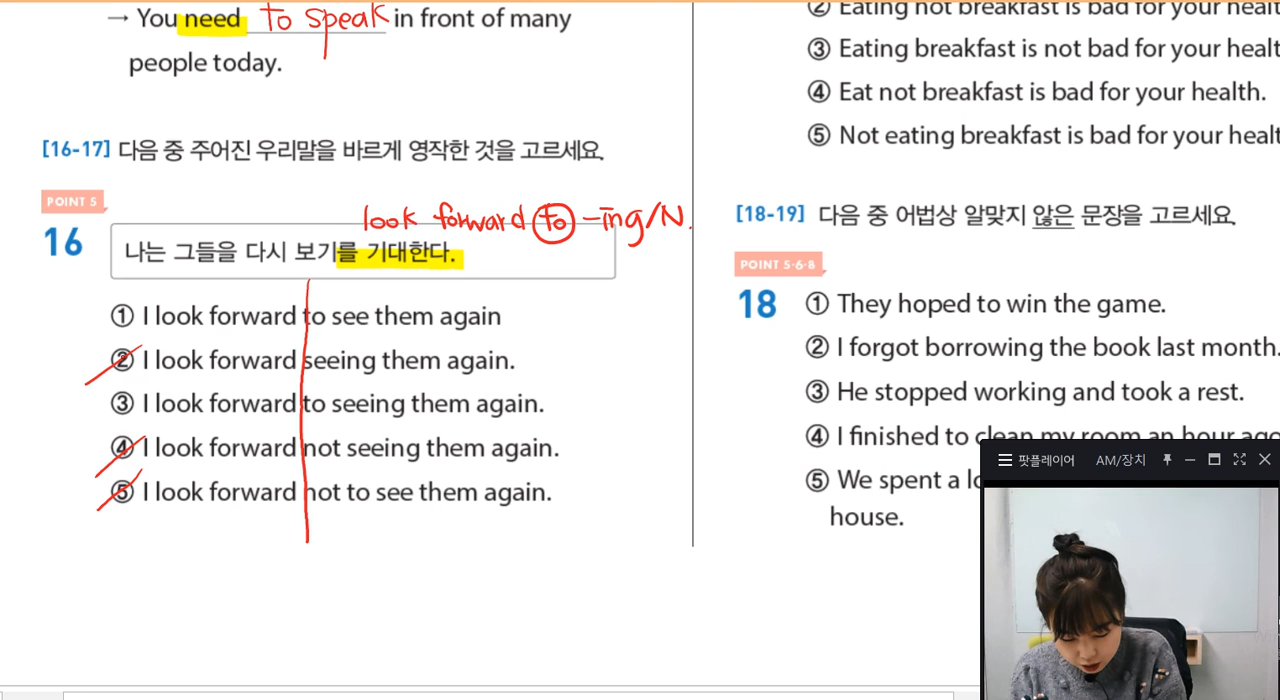 → You need to speak in front of many
people today.
[16-17] 다음 중 주어진 우리말을 바르게 영작한 것을 고르세요.
POINT 5
look forward to -ing/N.
16 나는 그들을 다시 보기를 기대한다.
① I look forward to see them again
② I look forward seeing them again.
③ I look forward to seeing them again.
④ I look forward not seeing them again.
⑤ I look forward not to see them again.
② Eating not breakfast is bad for your healt
③ Eating breakfast is not bad for your healt
④ Eat not breakfast is bad for your health.
⑤ Not eating breakfast is bad for your healt
[18-19] 다음 중 어법상 알맞지 않은 문장을 고르세요.
POINT 5·6·8
18 ① They hoped to win the game.
② I forgot borrowing the book last month.
③ He stopped working and took a rest.
④ I finished to clean my room an hour ago
⑤ We spent a lo
house.
팟플레이어 AM/장치